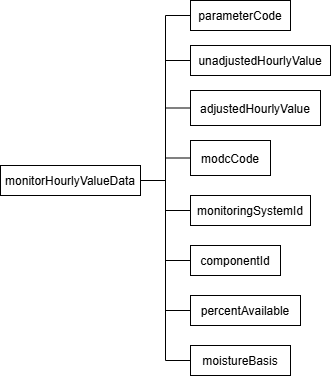 parameterCode
unadjustedHourlyValue
adjustedHourlyValue
modcCode
monitorHourlyValueData
monitoringSystemId
componentId
percentAvailable
moistureBasis